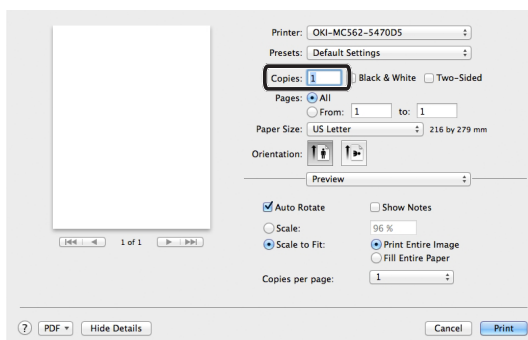 Printer: OKI-MC562-5470D5
Presets: Default Settings
Copies: 1 Black & White Two-Sided
Pages: All
From: 1 to: 1
Paper Size: US Letter 216 by 279 mm
Orientation:
Preview
Auto Rotate Show Notes
Scale: 96 %
Scale to Fit: Print Entire Image
Fill Entire Paper
Copies per page: 1
1 of 1
? PDF Hide Details Cancel Print